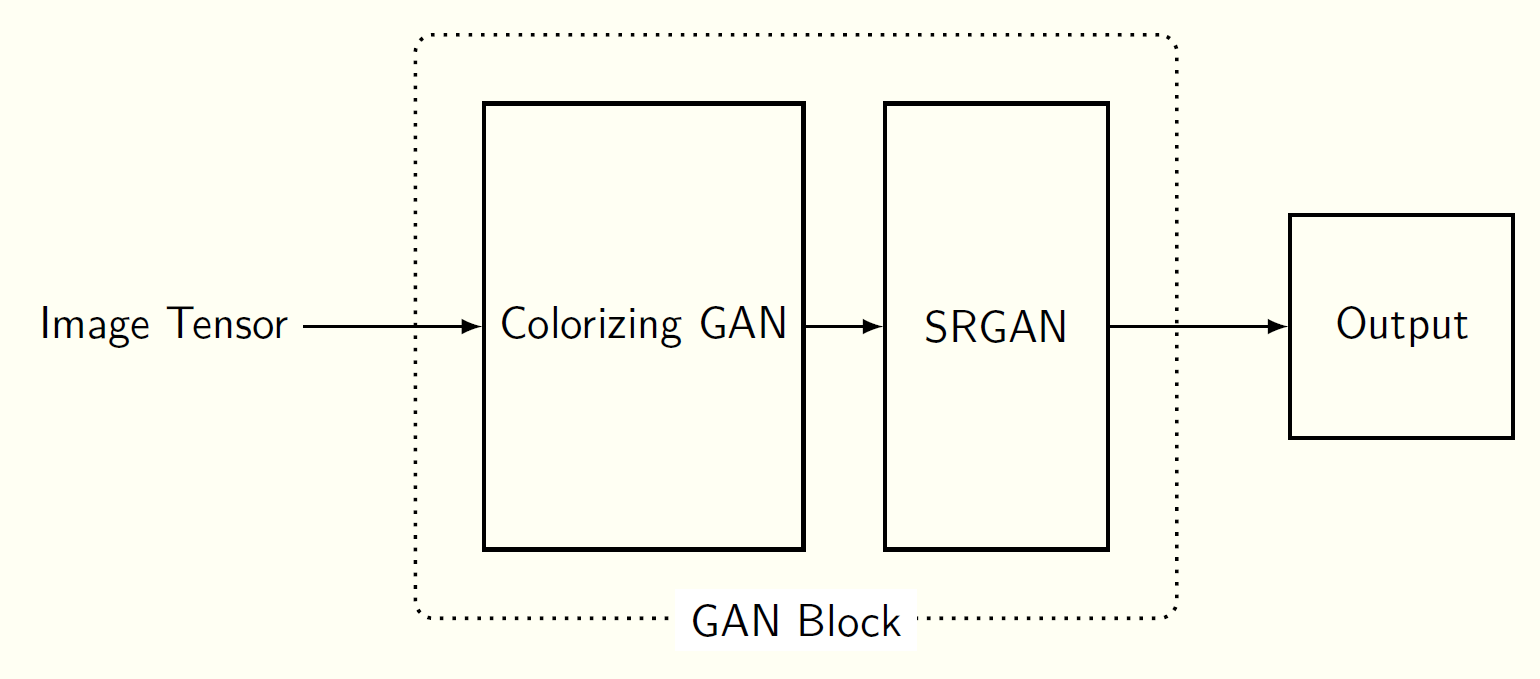 Image Tensor
Colorizing GAN
SRGAN
Output
GAN Block